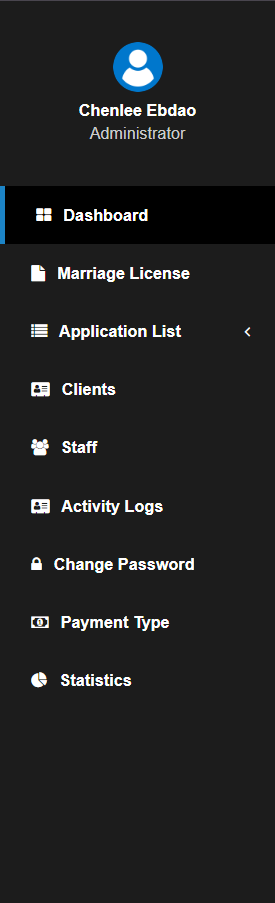 Chenlee Ebdao
Administrator
Dashboard
Marriage License
Application List
Clients
Staff
Activity Logs
Change Password
Payment Type
Statistics